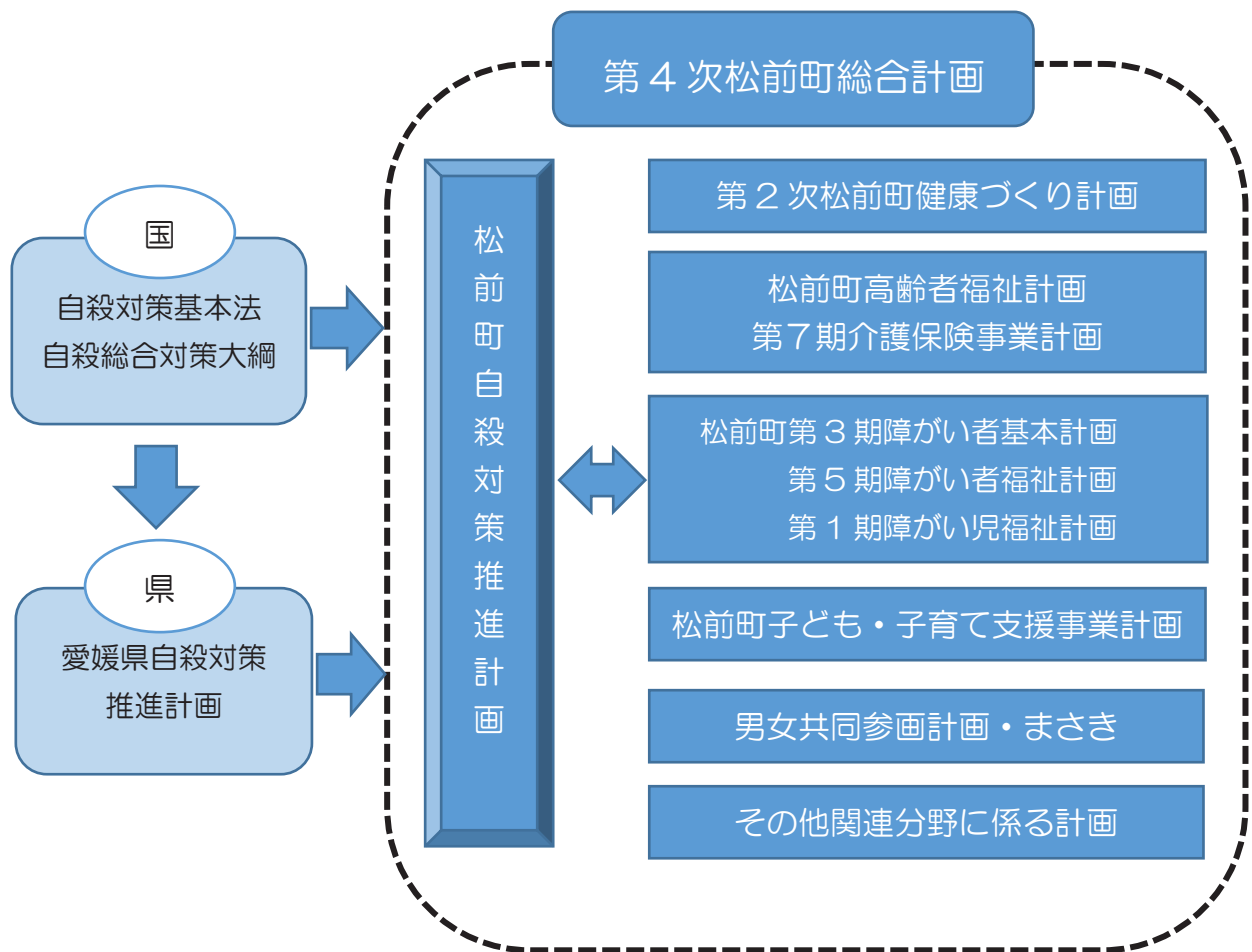 第4次松前町総合計画
国
自殺対策基本法
自殺総合対策大綱
県
愛媛県自殺対策
推進計画
松前町自殺対策推進計画
第2次松前町健康づくり計画
松前町高齢者福祉計画
第7期介護保険事業計画
松前町第3期障がい者基本計画
第5期障がい者福祉計画
第1期障がい児福祉計画
松前町子ども・子育て支援事業計画
男女共同参画計画・まさき
その他関連分野に係る計画